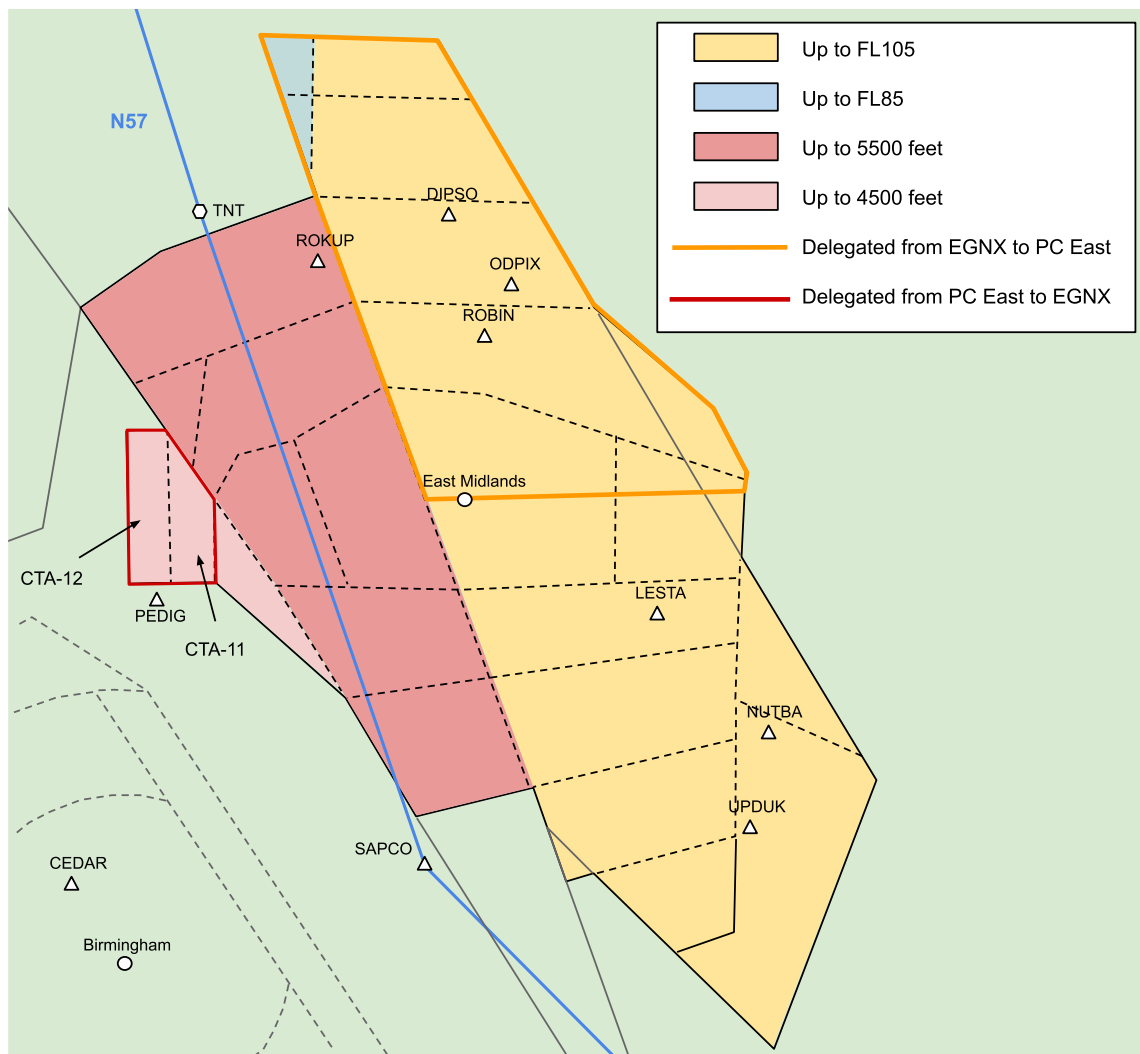 Up to FL105
Up to FL85
N57
Up to 5500 feet
DIPSO
Up to 4500 feet
TNT
ROKUP
Delegated from EGNX to PC East
ODPIX
Delegated from PC East to EGNX
ROBIN
East Midlands
CTA-12
LESTA
PEDIG
CTA-11
NUTBA
UPDUK
SAPCO
CEDAR
Birmingham